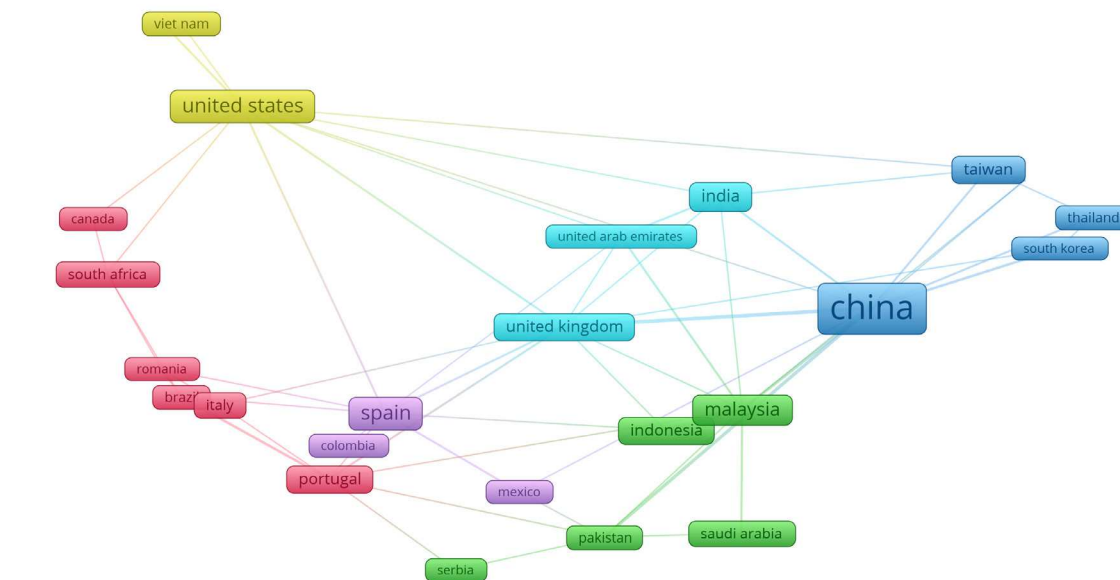 viet nam
united states
taiwan
india
canada
thailand
united arab emirates
south korea
south africa
china
united kingdom
romania
brazil
italy
spain
malaysia
indonesia
colombia
portugal
mexico
pakistan
saudi arabia
serbia